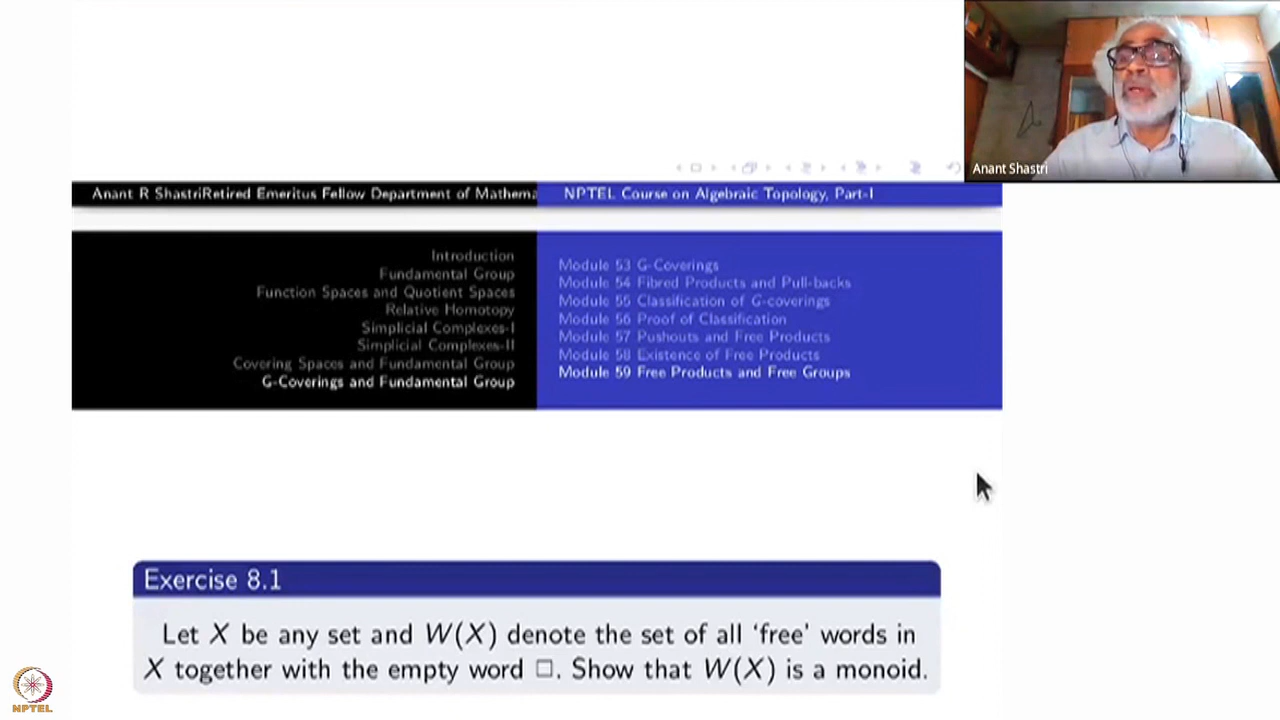 Anant Shastri
Anant R ShastriRetired Emeritus Fellow Department of Mathema
NPTEL Course on Algebraic Topology, Part-I
Introduction
Fundamental Group
Function Spaces and Quotient Spaces
Relative Homotopy
Simplicial Complexes-I
Simplicial Complexes-II
Covering Spaces and Fundamental Group
G-Coverings and Fundamental Group
Module 53 G-Coverings
Module 54 Fibred Products and Pull-backs
Module 55 Classification of G-coverings
Module 56 Proof of Classification
Module 57 Pushouts and Free Products
Module 58 Existence of Free Products
Module 59 Free Products and Free Groups
Exercise 8.1
Let X be any set and W(X) denote the set of all ‘free’ words in
X together with the empty word □. Show that W(X) is a monoid.
NPTEL